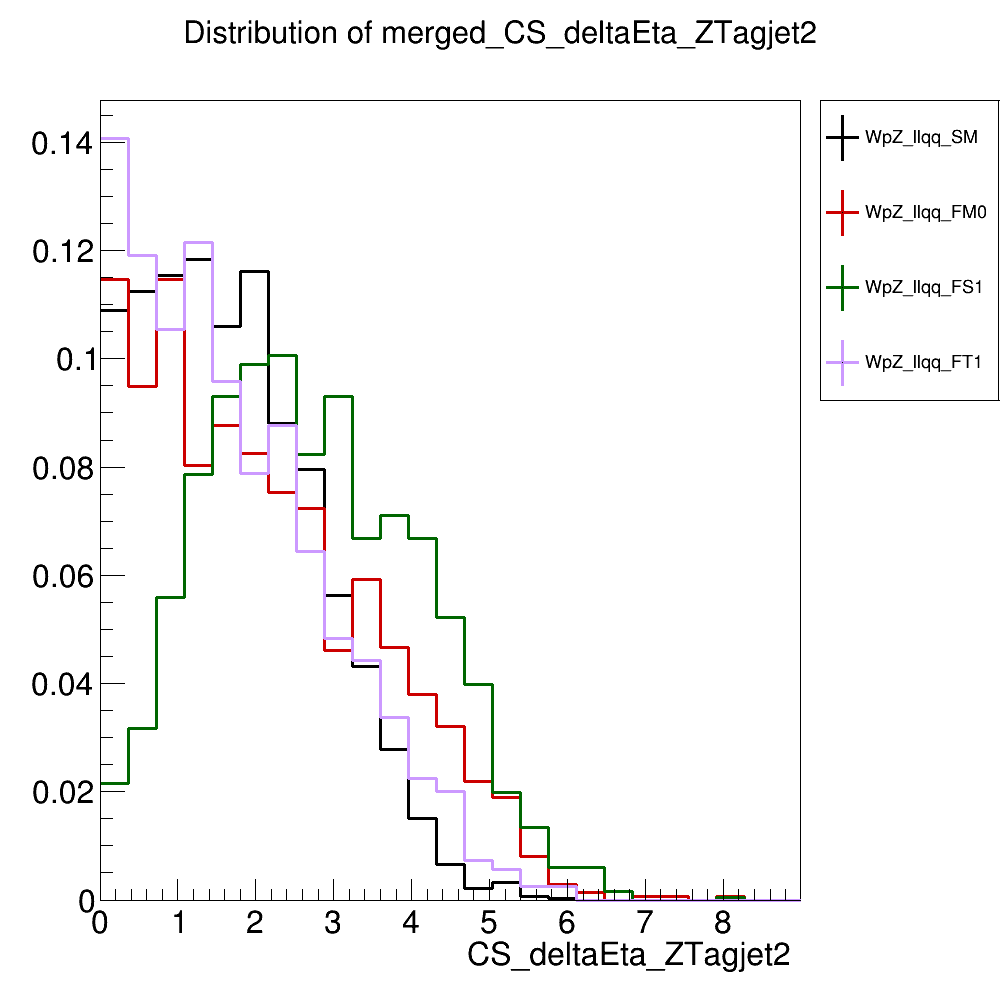 Distribution of merged_CS_deltaEta_ZTagjet2
WpZ_llqq_SM
WpZ_llqq_FM0
WpZ_llqq_FS1
WpZ_llqq_FT1
0.14
0.12
0.1
0.08
0.06
0.04
0.02
0
0 1 2 3 4 5 6 7 8
CS_deltaEta_ZTagjet2